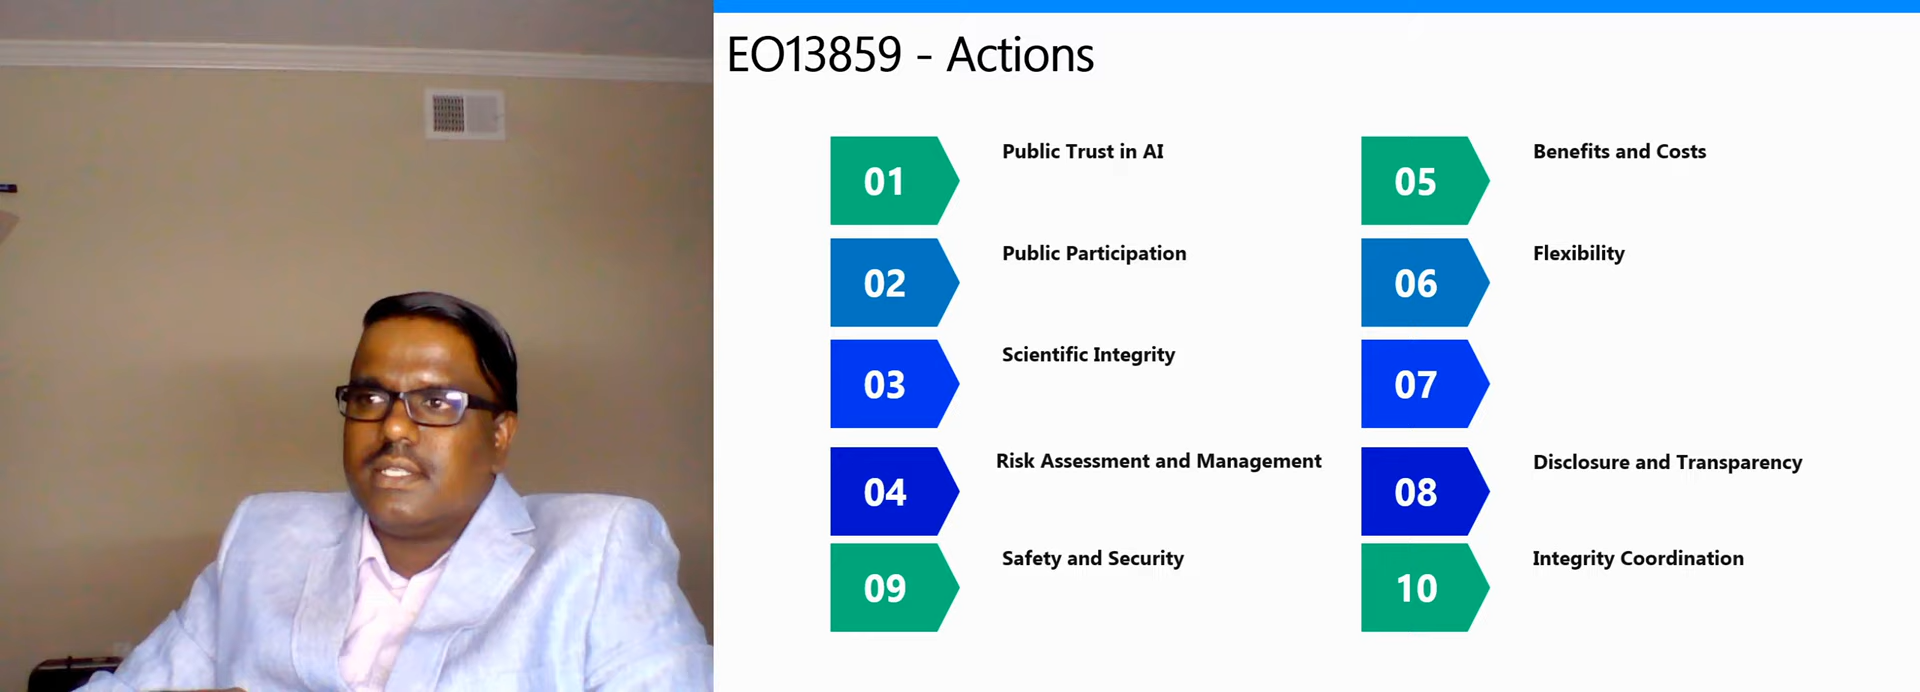 EO13859 - Actions
01
Public Trust in AI
02
Public Participation
03
Scientific Integrity
04
Risk Assessment and Management
09
Safety and Security
05
Benefits and Costs
06
Flexibility
07
08
Disclosure and Transparency
10
Integrity Coordination